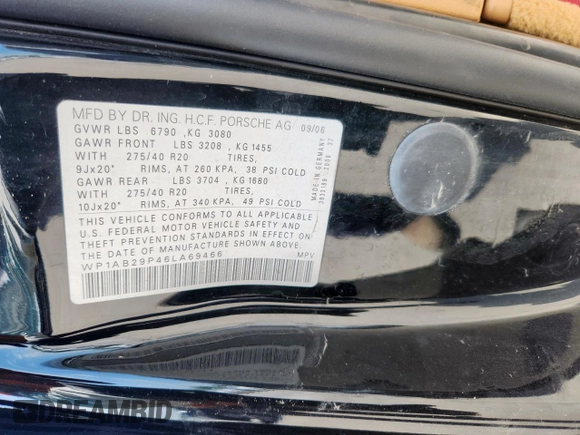 MFD BY DR. ING. H.C.F. PORSCHE AG 09/06
GVWR LBS 6790 ,KG 3080
GAWR FRONT LBS 3208 , KG 1455
WITH 275/40 R20 TIRES,
9Jx20" RIMS, AT 260 KPA, 38 PSI COLD
GAWR REAR LBS 3704 , KG 1680
WITH 275/40 R20 TIRES,
10Jx20" RIMS, AT 340 KPA, 49 PSI COLD
THIS VEHICLE CONFORMS TO ALL APPLICABLE
U.S. FEDERAL MOTOR VEHICLE SAFETY AND
THEFT PREVENTION STANDARDS IN EFFECT ON
THE DATE OF MANUFACTURE SHOWN ABOVE.
WP1AB29P46LA69466 MPV
MADE IN GERMANY
DREAMBID